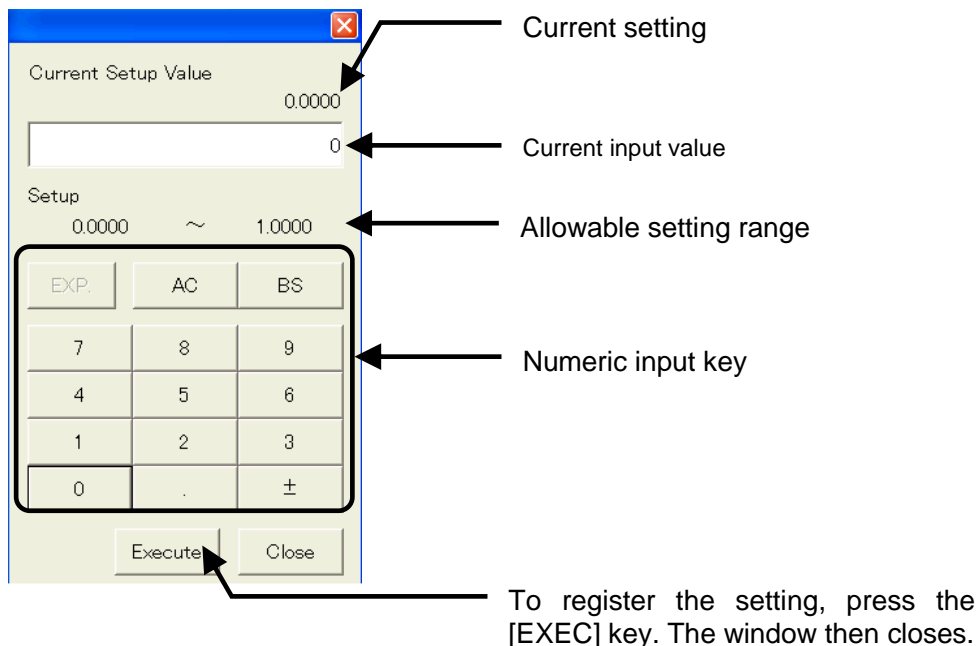 Current setting
Current Setup Value
0.0000
0
Current input value
Setup
0.0000 ～ 1.0000
Allowable setting range
EXP. AC BS
7 8 9
Numeric input key
4 5 6
1 2 3
0 . ±
Execute Close
To register the setting, press the
[EXEC] key. The window then closes.